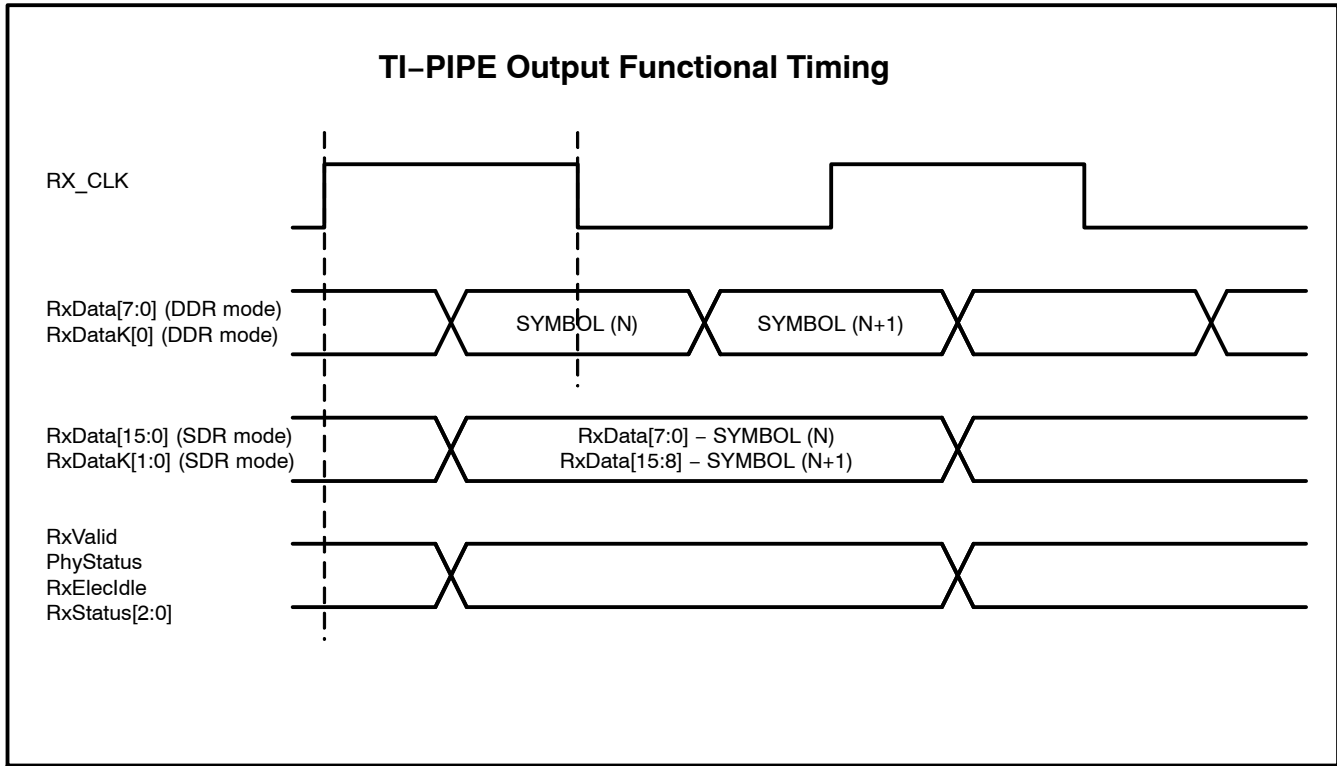 TI−PIPE Output Functional Timing
RX_CLK
RxData[7:0] (DDR mode)
RxDataK[0] (DDR mode)
SYMBOL (N)
SYMBOL (N+1)
RxData[15:0] (SDR mode)
RxDataK[1:0] (SDR mode)
RxData[7:0] − SYMBOL (N)
RxData[15:8] − SYMBOL (N+1)
RxValid
PhyStatus
RxElecIdle
RxStatus[2:0]